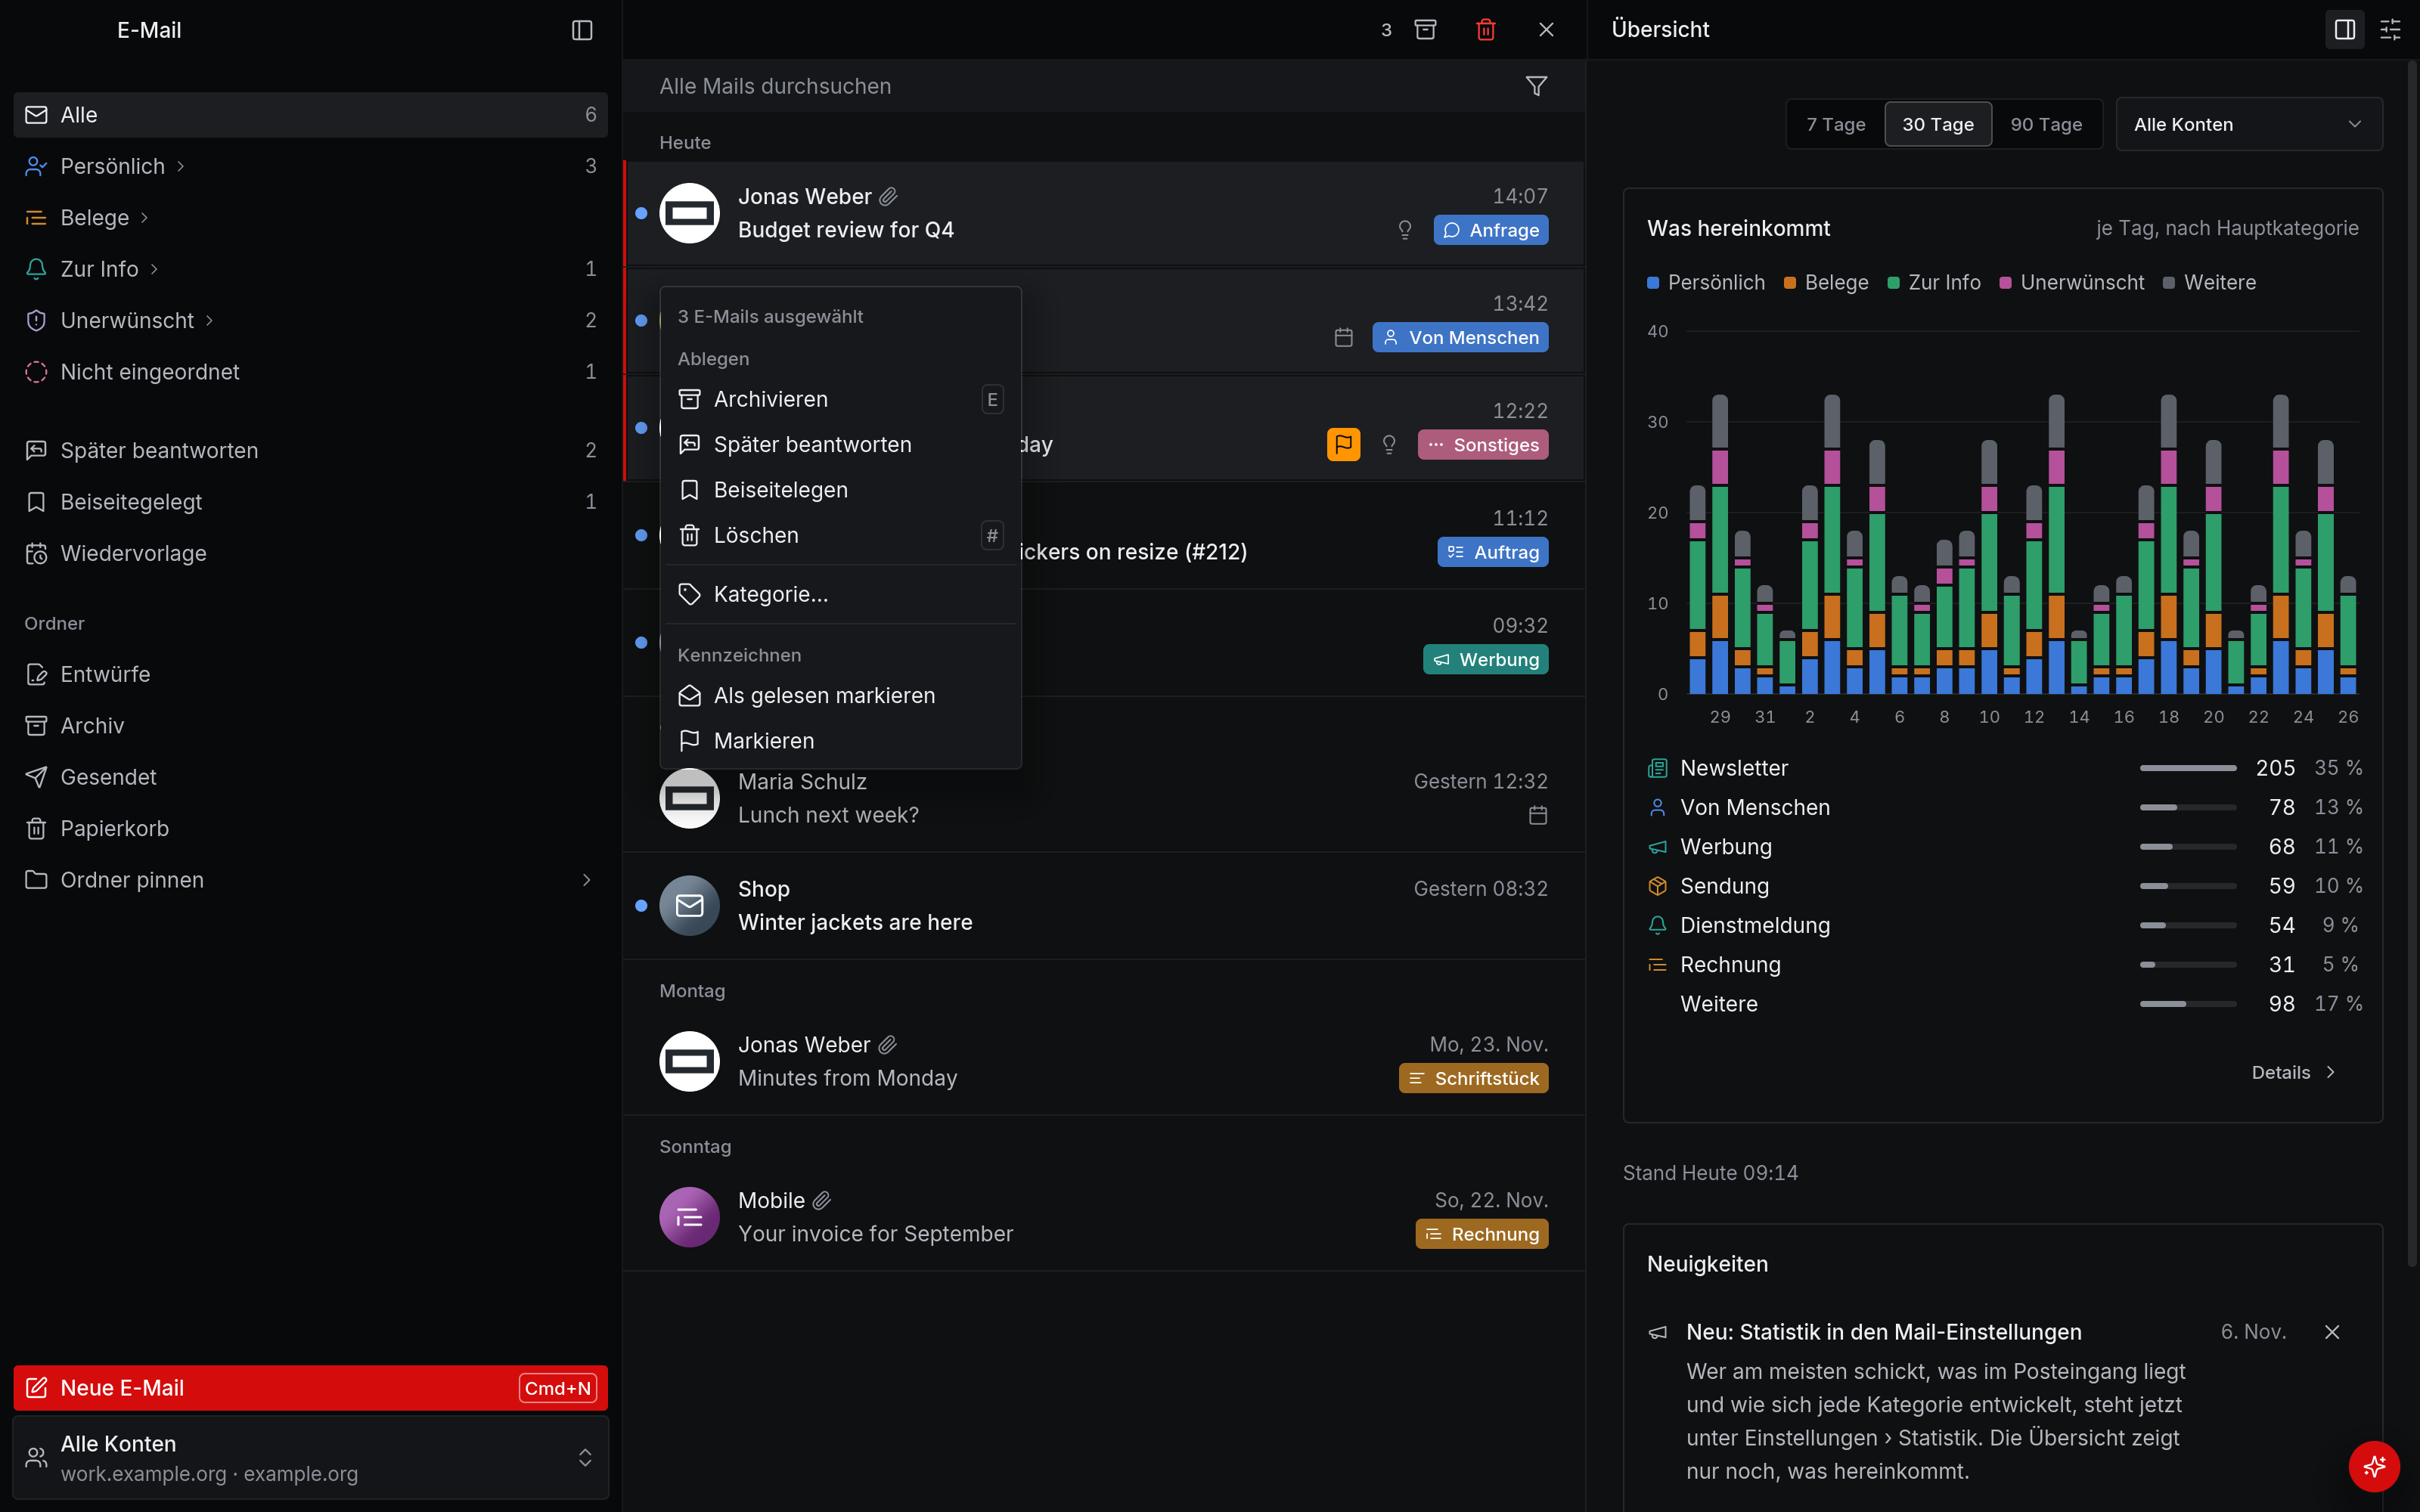 E-Mail
Alle 6
Persönlich 3
Belege
Zur Info 1
Unerwünscht 2
Nicht eingeordnet 1
Später beantworten 2
Beiseitegelegt 1
Wiedervorlage
Ordner
Entwürfe
Archiv
Gesendet
Papierkorb
Ordner pinnen
Neue E-Mail Cmd+N
Alle Konten
work.example.org · example.org
3
Alle Mails durchsuchen
Heute
Jonas Weber 14:07
Budget review for Q4 Anfrage
13:42
Von Menschen
12:22
day Sonstiges
11:12
ickers on resize (#212) Auftrag
09:32
Werbung
3 E-Mails ausgewählt
Ablegen
Archivieren E
Später beantworten
Beiseitelegen
Löschen #
Kategorie...
Kennzeichnen
Als gelesen markieren
Markieren
Maria Schulz Gestern 12:32
Lunch next week?
Shop Gestern 08:32
Winter jackets are here
Montag
Jonas Weber Mo, 23. Nov.
Minutes from Monday Schriftstück
Sonntag
Mobile So, 22. Nov.
Your invoice for September Rechnung
Übersicht
7 Tage 30 Tage 90 Tage Alle Konten
Was hereinkommt je Tag, nach Hauptkategorie
Persönlich Belege Zur Info Unerwünscht Weitere
40
30
20
10
0
29 31 2 4 6 8 10 12 14 16 18 20 22 24 26
Newsletter 205 35 %
Von Menschen 78 13 %
Werbung 68 11 %
Sendung 59 10 %
Dienstmeldung 54 9 %
Rechnung 31 5 %
Weitere 98 17 %
Details
Stand Heute 09:14
Neuigkeiten
Neu: Statistik in den Mail-Einstellungen 6. Nov.
Wer am meisten schickt, was im Posteingang liegt
und wie sich jede Kategorie entwickelt, steht jetzt
unter Einstellungen › Statistik. Die Übersicht zeigt
nur noch, was hereinkommt.